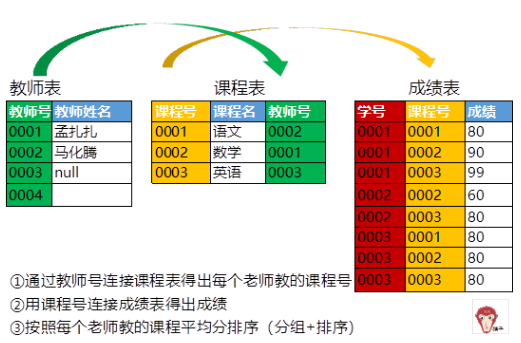 教师表 课程表 成绩表
教师号 教师姓名 课程号 课程名 教师号 学号 课程号 成绩
0001 孟扎扎 0001 语文 0002 0001 0001 80
0002 马化腾 0002 数学 0001 0001 0002 90
0003 null 0003 英语 0003 0001 0003 99
0004 0002 0002 60
0002 0003 80
0003 0001 80
0003 0002 80
0003 0003 80
①通过教师号连接课程表得出每个老师教的课程号
②用课程号连接成绩表得出成绩
③按照每个老师教的课程平均分排序（分组+排序）
猴子